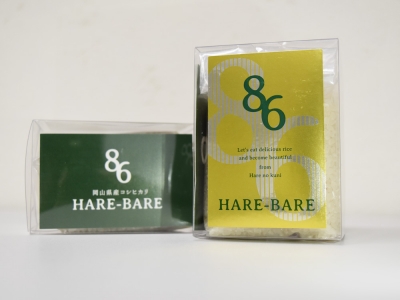 86
岡山県産コシヒカリ
HARE-BARE
86
Let's eat delicious rice
and become beautiful
from
Hare no kuni
HARE-BARE